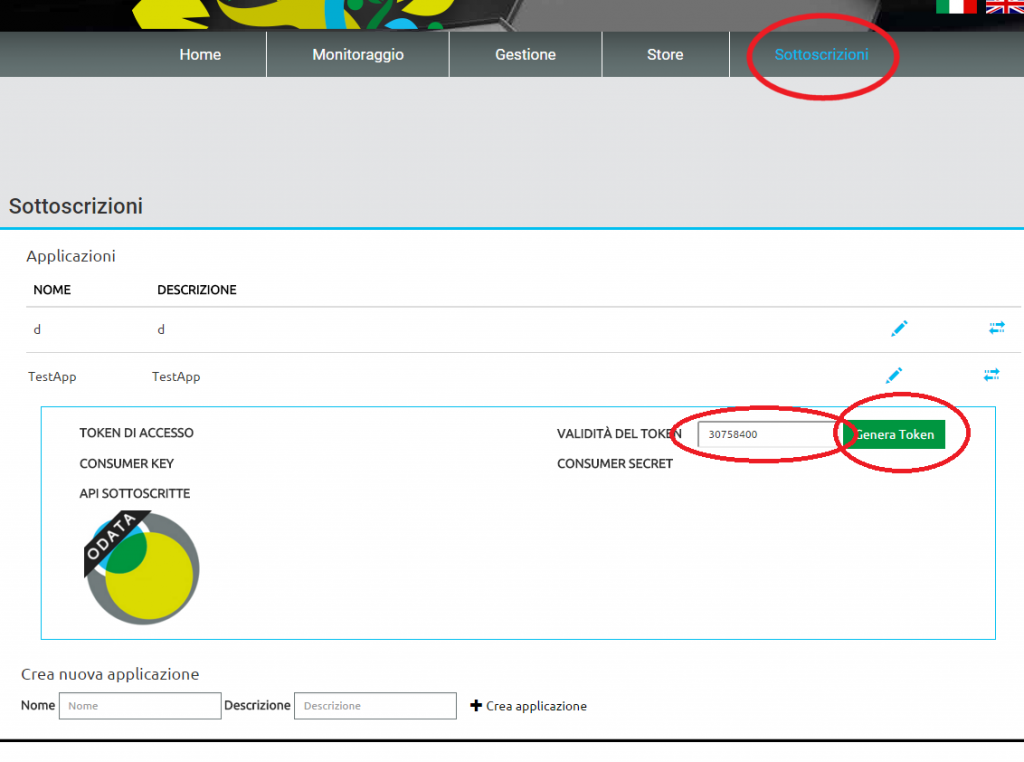 Home Monitoraggio Gestione Store Sottoscrizioni
Sottoscrizioni
Applicazioni
NOME DESCRIZIONE
d d
TestApp TestApp
TOKEN DI ACCESSO VALIDITÀ DEL TOKEN 30758400 Genera Token
CONSUMER KEY CONSUMER SECRET
API SOTTOSCRITTE
ODATA
Crea nuova applicazione
Nome Nome Descrizione Descrizione Crea applicazione